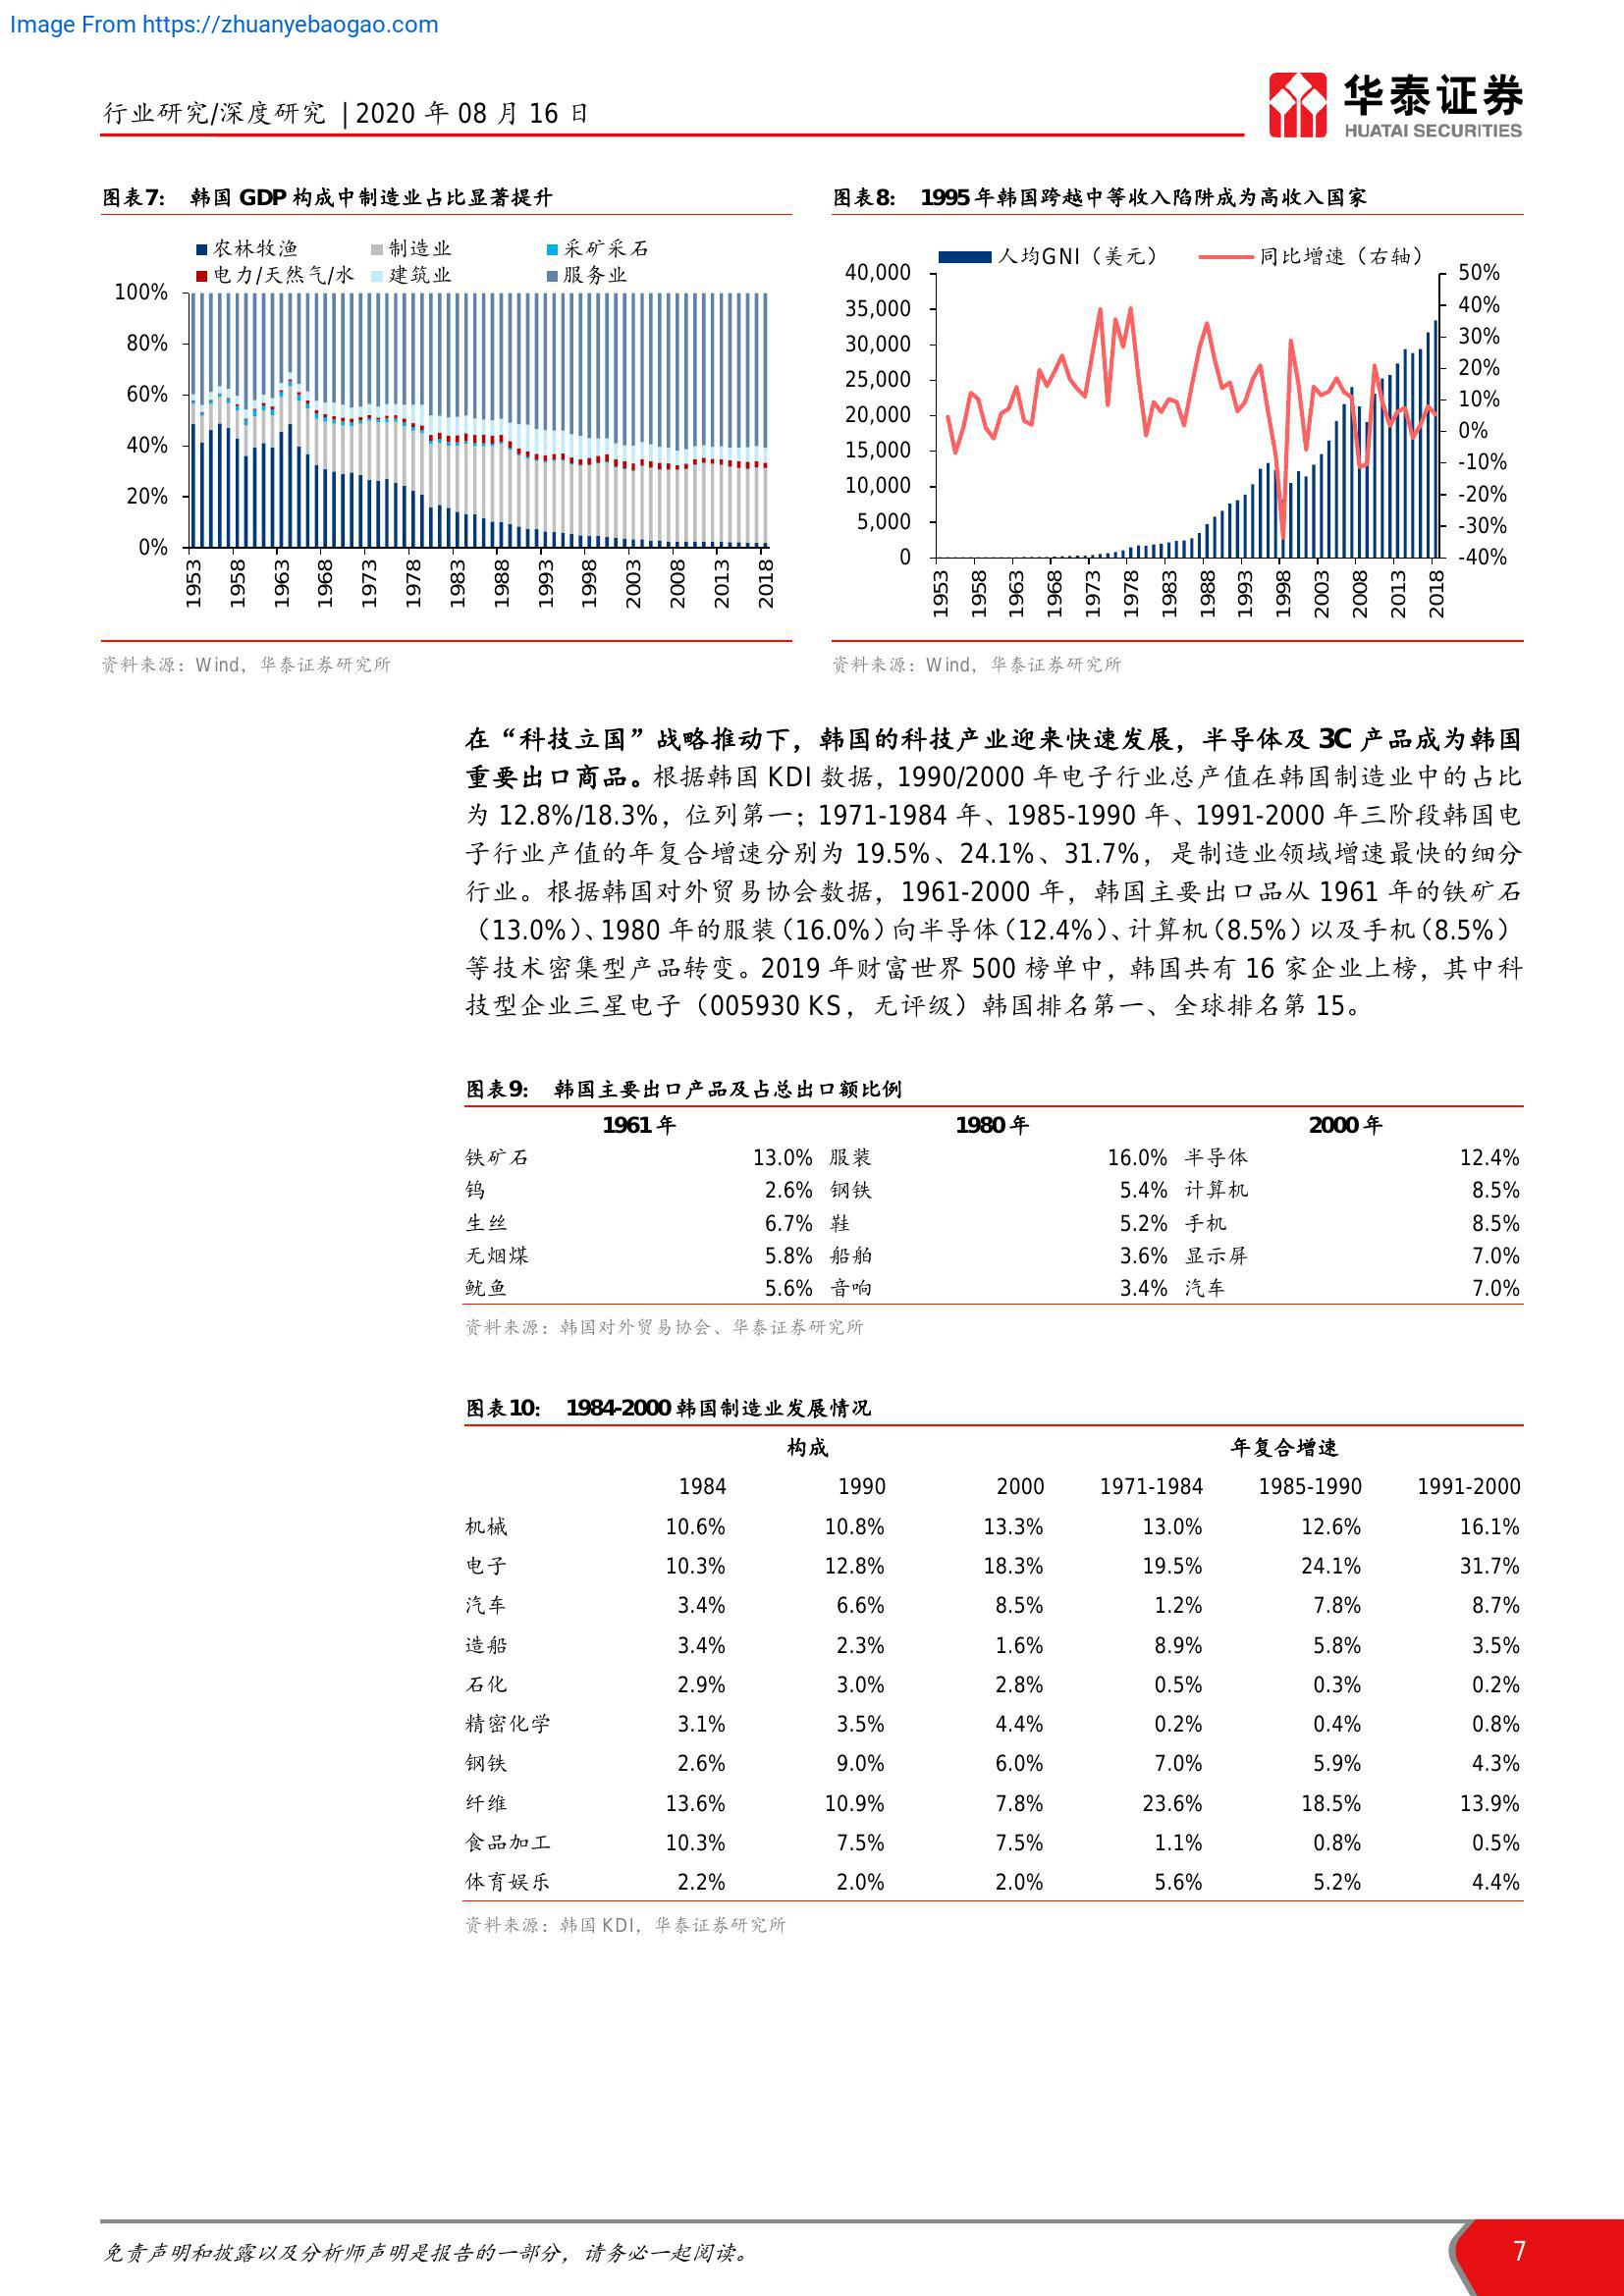 Image From https://zhuanyebaogao.com
行业研究/深度研究 | 2020 年 08 月 16 日
华泰证券
HUATAI SECURITIES
图表7： 韩国 GDP 构成中制造业占比显著提升
农林牧渔 制造业 采矿采石
电力/天然气/水 建筑业 服务业
100%
80%
60%
40%
20%
0%
1953 1958 1963 1968 1973 1978 1983 1988 1993 1998 2003 2008 2013 2018
资料来源：Wind，华泰证券研究所
图表8： 1995 年韩国跨越中等收入陷阱成为高收入国家
人均GNI（美元） 同比增速（右轴）
40,000 50%
35,000 40%
30,000 30%
25,000 20%
20,000 10%
15,000 0%
10,000 -10%
5,000 -20%
0 -30%
-40%
1953 1958 1963 1968 1973 1978 1983 1988 1993 1998 2003 2008 2013 2018
资料来源：Wind，华泰证券研究所
在“科技立国”战略推动下，韩国的科技产业迎来快速发展，半导体及 3C 产品成为韩国
重要出口商品。根据韩国 KDI 数据，1990/2000 年电子行业总产值在韩国制造业中的占比
为 12.8%/18.3%，位列第一；1971-1984 年、1985-1990 年、1991-2000 年三阶段韩国电
子行业产值的年复合增速分别为 19.5%、24.1%、31.7%，是制造业领域增速最快的细分
行业。根据韩国对外贸易协会数据，1961-2000 年，韩国主要出口品从 1961 年的铁矿石
（13.0%）、1980 年的服装（16.0%）向半导体（12.4%）、计算机（8.5%）以及手机（8.5%）
等技术密集型产品转变。2019 年财富世界 500 榜单中，韩国共有 16 家企业上榜，其中科
技型企业三星电子（005930 KS，无评级）韩国排名第一、全球排名第 15。
图表9： 韩国主要出口产品及占总出口额比例
1961 年 1980 年 2000 年
铁矿石 13.0% 服装 16.0% 半导体 12.4%
钨 2.6% 钢铁 5.4% 计算机 8.5%
生丝 6.7% 鞋 5.2% 手机 8.5%
无烟煤 5.8% 船舶 3.6% 显示屏 7.0%
鱿鱼 5.6% 音响 3.4% 汽车 7.0%
资料来源：韩国对外贸易协会、华泰证券研究所
图表10： 1984-2000 韩国制造业发展情况
构成 年复合增速
1984 1990 2000 1971-1984 1985-1990 1991-2000
机械 10.6% 10.8% 13.3% 13.0% 12.6% 16.1%
电子 10.3% 12.8% 18.3% 19.5% 24.1% 31.7%
汽车 3.4% 6.6% 8.5% 1.2% 7.8% 8.7%
造船 3.4% 2.3% 1.6% 8.9% 5.8% 3.5%
石化 2.9% 3.0% 2.8% 0.5% 0.3% 0.2%
精密化学 3.1% 3.5% 4.4% 0.2% 0.4% 0.8%
钢铁 2.6% 9.0% 6.0% 7.0% 5.9% 4.3%
纤维 13.6% 10.9% 7.8% 23.6% 18.5% 13.9%
食品加工 10.3% 7.5% 7.5% 1.1% 0.8% 0.5%
体育娱乐 2.2% 2.0% 2.0% 5.6% 5.2% 4.4%
资料来源：韩国 KDI，华泰证券研究所
免责声明和披露以及分析师声明是报告的一部分，请务必一起阅读。 7